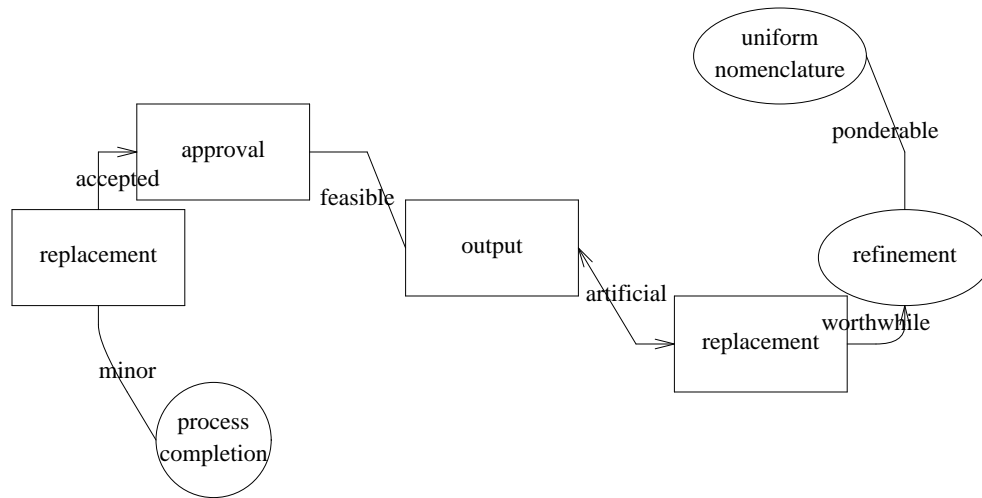 uniform
nomenclature
ponderable
approval
accepted
feasible
replacement
output
refinement
artificial
worthwhile
replacement
minor
process
completion